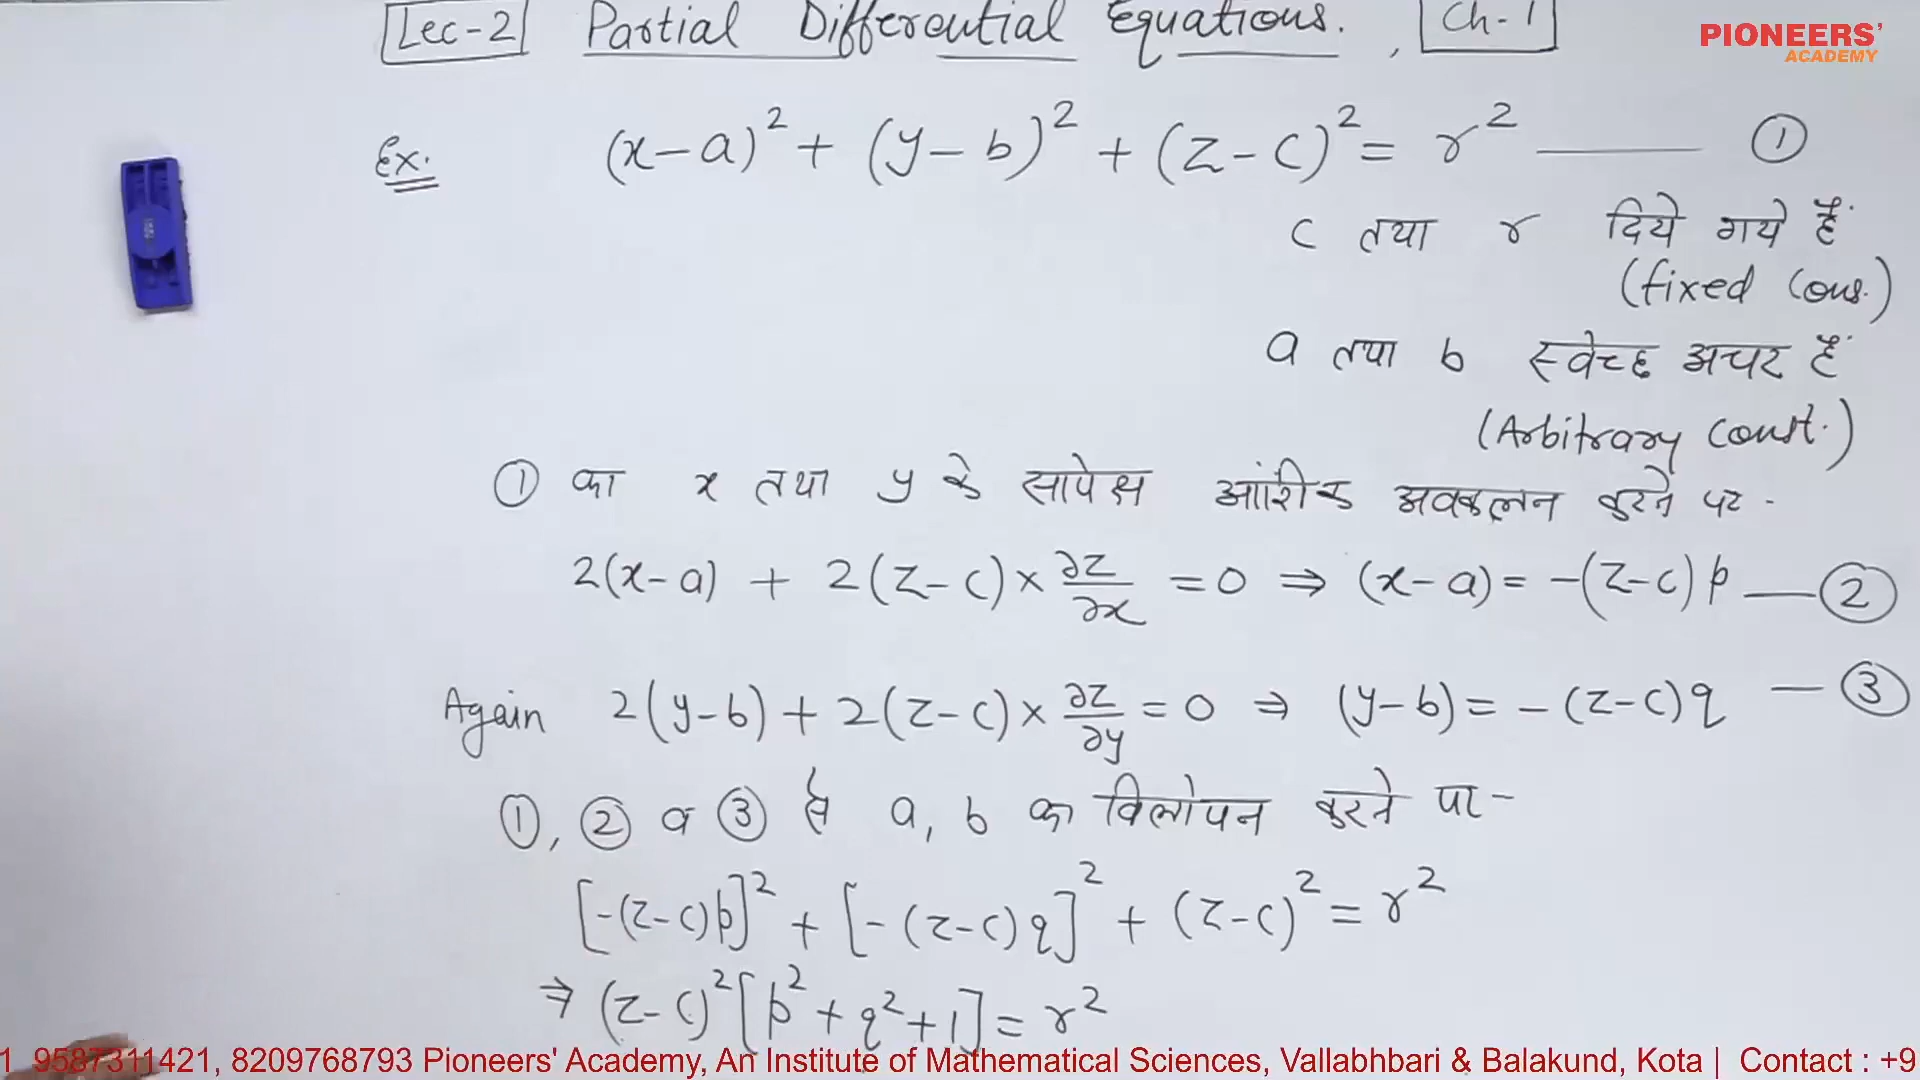 Lec-2 Partial Differential Equations. , Ch-1
PIONEERS'
ACADEMY
Ex. (x-a)² + (y-b)² + (z-c)² = r² —— ①
c तथा r दिये गये हैं
(fixed Cons.)
a तथा b स्वेच्छ अचर हैं
(Arbitrary Const.)
① का x तथा y के सापेक्ष आंशिक अवकलन करने पर -
2(x-a) + 2(z-c) × ∂z/∂x = 0 ⇒ (x-a) = -(z-c)p — ②
Again 2(y-b) + 2(z-c) × ∂z/∂y = 0 ⇒ (y-b) = -(z-c)q — ③
①, ② व ③ से a, b का विलोपन करने पर -
[-(z-c)p]² + [-(z-c)q]² + (z-c)² = r²
⇒ (z-c)² [p² + q² + 1] = r²
1 9587311421, 8209768793 Pioneers' Academy, An Institute of Mathematical Sciences, Vallabhbari & Balakund, Kota | Contact : +9